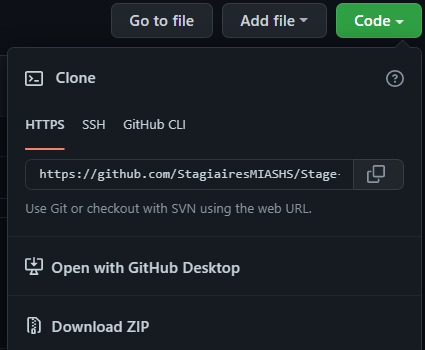 Go to file Add file Code
Clone
HTTPS SSH GitHub CLI
https://github.com/StagiairesMIASHS/Stage-
Use Git or checkout with SVN using the web URL.
Open with GitHub Desktop
Download ZIP